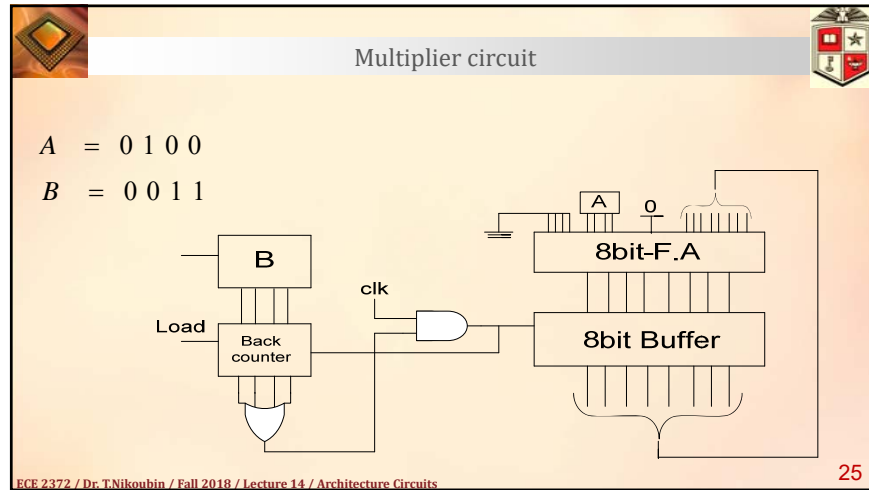 Multiplier circuit
A = 0 1 0 0
B = 0 0 1 1
A
0
8bit-F.A
B
clk
Load
Back
counter
8bit Buffer
ECE 2372 / Dr. T.Nikoubin / Fall 2018 / Lecture 14 / Architecture Circuits
25